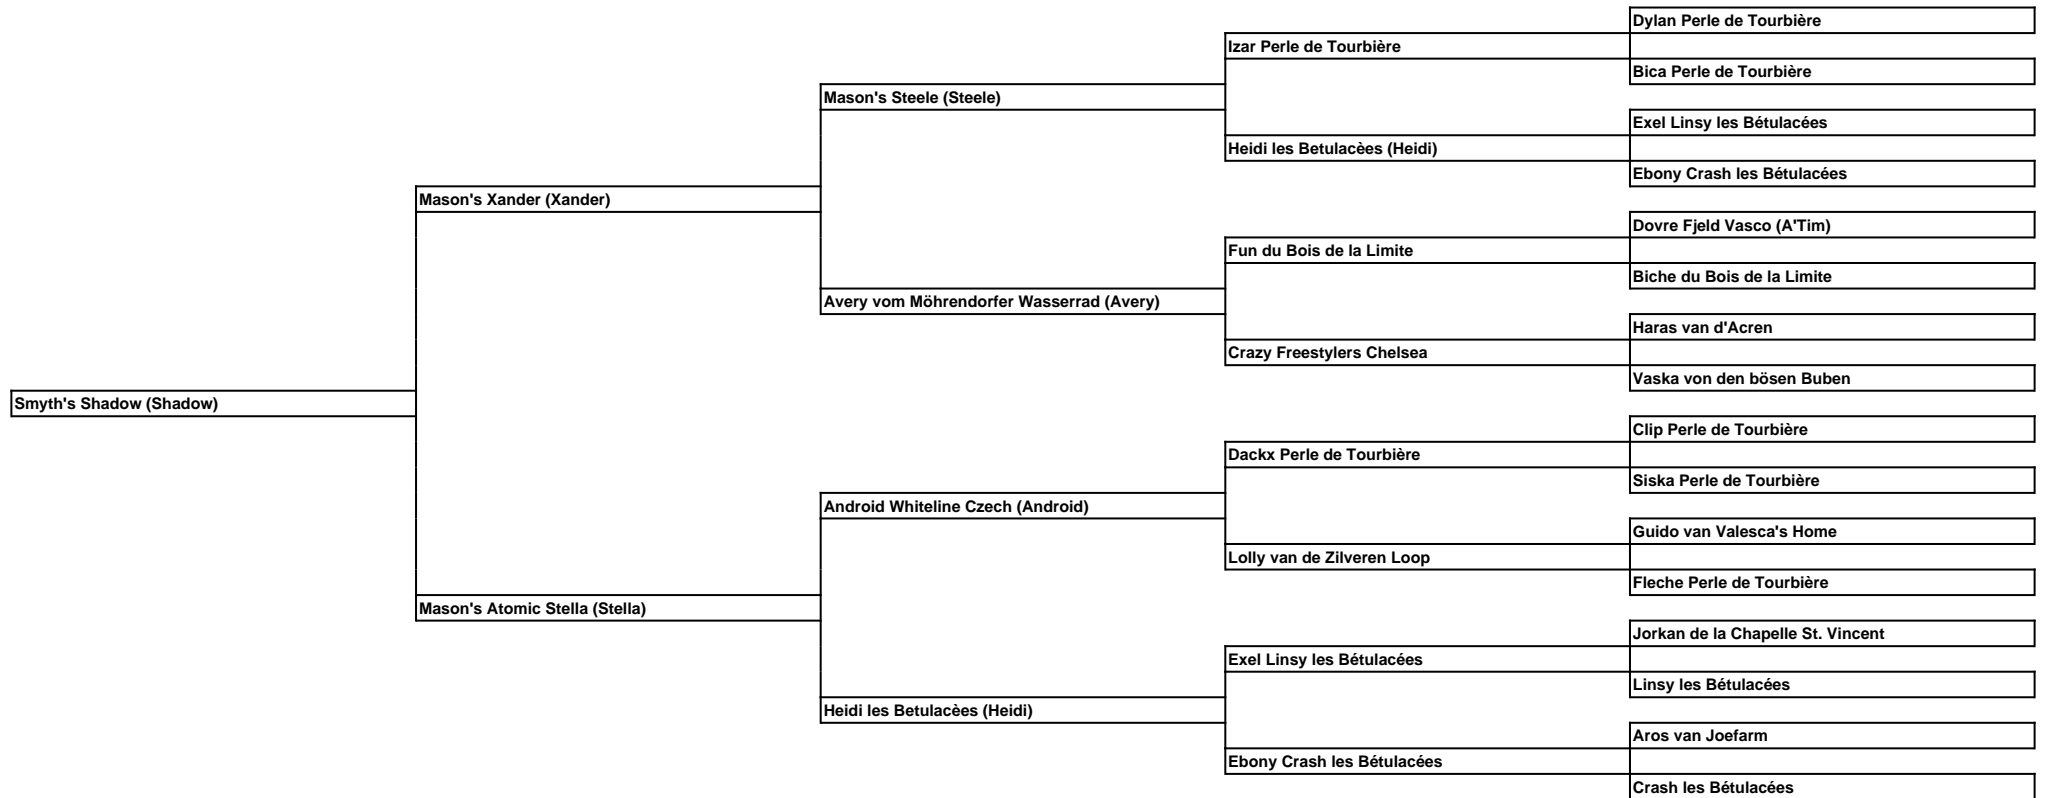 Dylan Perle de Tourbière
Izar Perle de Tourbière
Bica Perle de Tourbière
Mason's Steele (Steele)
Exel Linsy les Bétulacées
Heidi les Betulacèes (Heidi)
Ebony Crash les Bétulacées
Mason's Xander (Xander)
Dovre Fjeld Vasco (A'Tim)
Fun du Bois de la Limite
Biche du Bois de la Limite
Avery vom Möhrendorfer Wasserrad (Avery)
Haras van d'Acren
Crazy Freestylers Chelsea
Vaska von den bösen Buben
Smyth's Shadow (Shadow)
Clip Perle de Tourbière
Dackx Perle de Tourbière
Siska Perle de Tourbière
Android Whiteline Czech (Android)
Guido van Valesca's Home
Lolly van de Zilveren Loop
Fleche Perle de Tourbière
Mason's Atomic Stella (Stella)
Jorkan de la Chapelle St. Vincent
Exel Linsy les Bétulacées
Linsy les Bétulacées
Heidi les Betulacèes (Heidi)
Aros van Joefarm
Ebony Crash les Bétulacées
Crash les Bétulacées